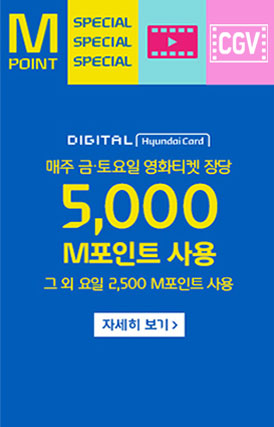 M
POINT
SPECIAL
SPECIAL
SPECIAL
CGV
DIGITAL HyundaiCard
매주 금·토요일 영화티켓 장당
5,000
M포인트 사용
그 외 요일 2,500 M포인트 사용
자세히 보기 >